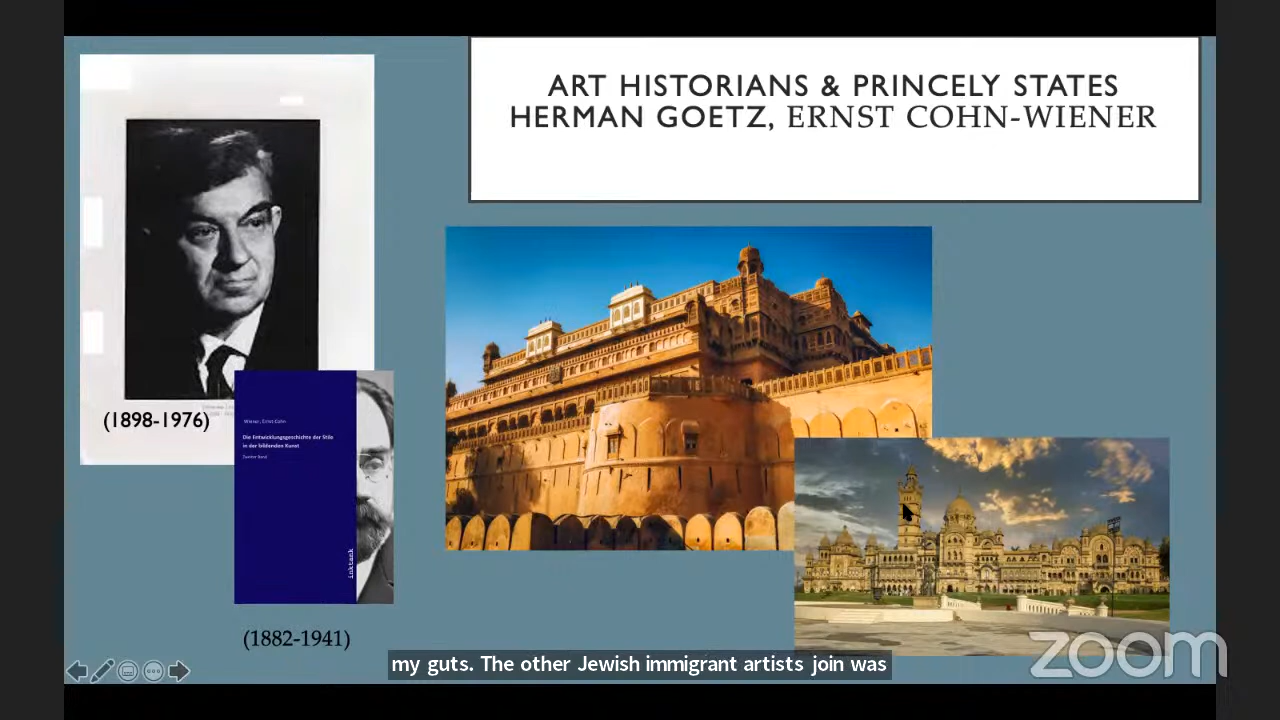 ART HISTORIANS & PRINCELY STATES
HERMAN GOETZ, ERNST COHN-WIENER
(1898-1976)
Wiener, Ernst Cohn
Die Entwicklungsgeschichte der Stile
in der bildenden Kunst
Zweiter Band
inktank
(1882-1941)
my guts. The other Jewish immigrant artists join was
zoom